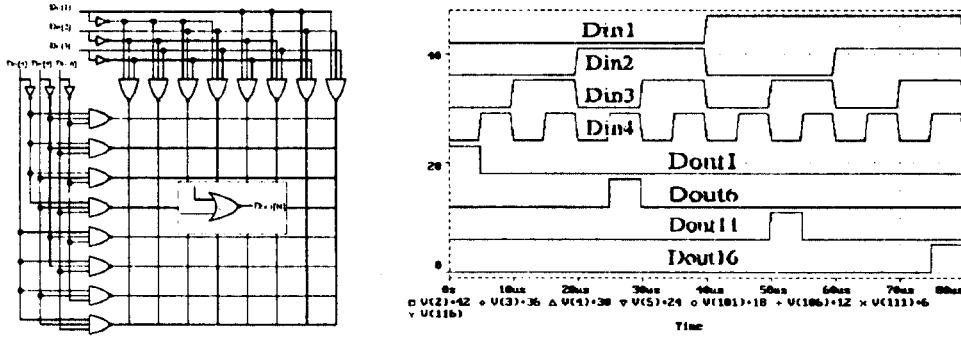 Din1
Din2
Din3
Din4
Dout1
Dout6
Dout11
Dout16
40
20
0
0s 10us 20us 30us 40us 50us 60us 70us 80us
V(2)+42 V(3)+36 V(4)+30 V(5)+24 V(101)+18 V(106)+12 V(111)+6
V(116)
Time